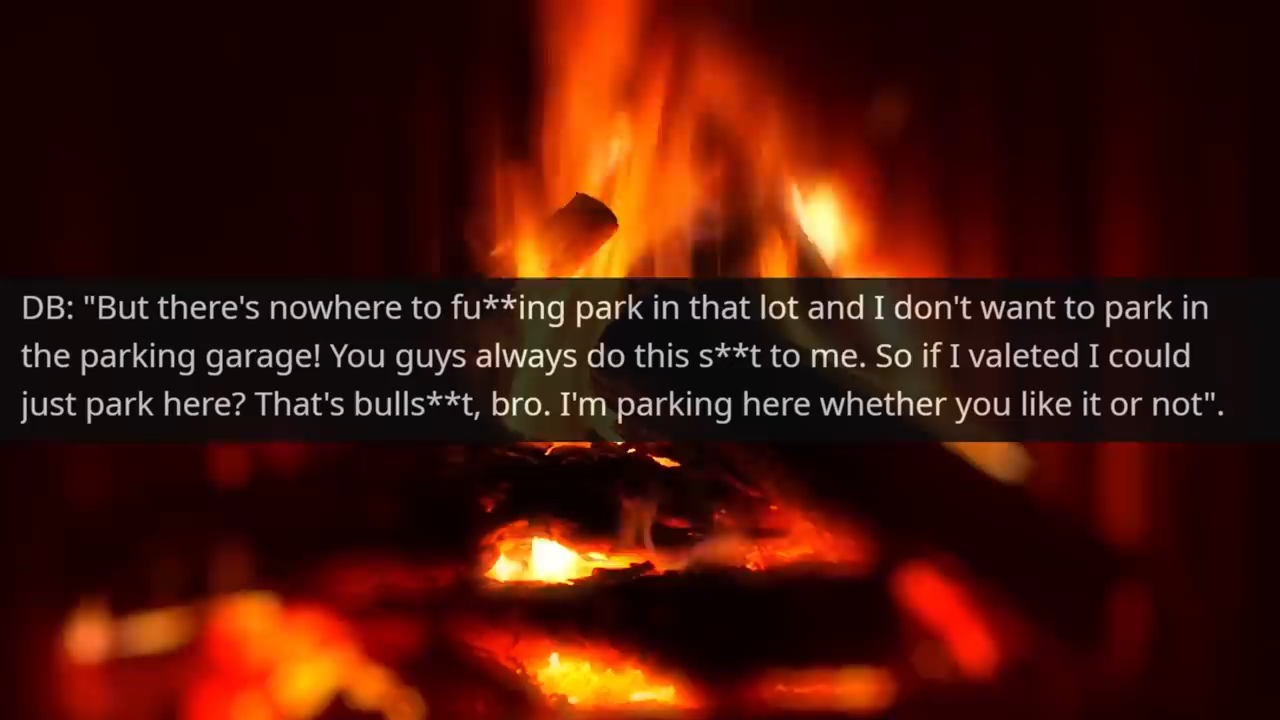 DB: "But there's nowhere to fu**ing park in that lot and I don't want to park in
the parking garage! You guys always do this s**t to me. So if I valeted I could
just park here? That's bulls**t, bro. I'm parking here whether you like it or not".